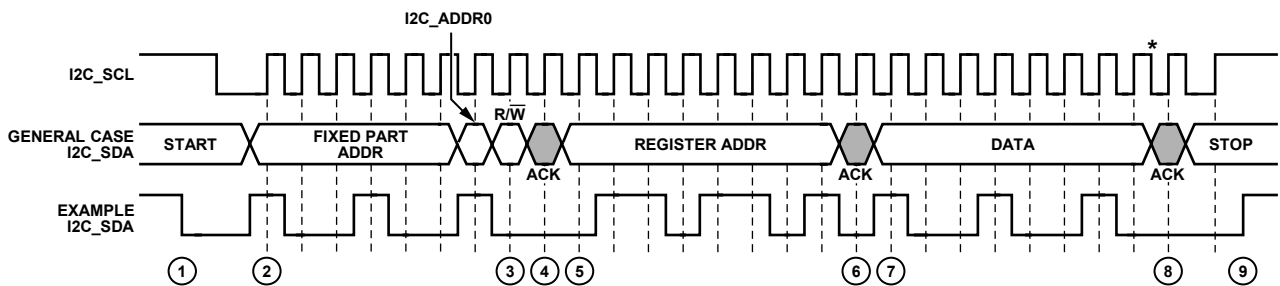 I2C_ADDR0
*
I2C_SCL
R/W̅
GENERAL CASE
I2C_SDA
START
FIXED PART
ADDR
REGISTER ADDR
DATA
STOP
ACK
ACK
ACK
EXAMPLE
I2C_SDA
1 2 3 4 5 6 7 8 9